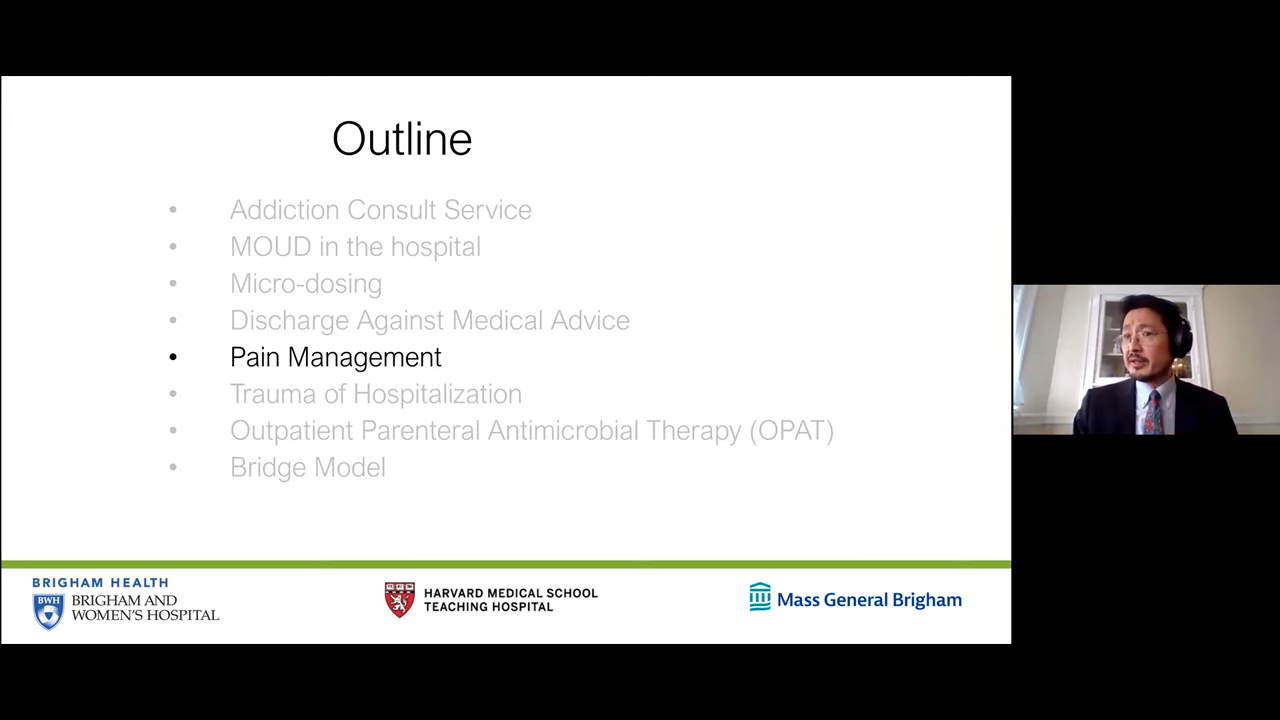 Outline
• Addiction Consult Service
• MOUD in the hospital
• Micro-dosing
• Discharge Against Medical Advice
• Pain Management
• Trauma of Hospitalization
• Outpatient Parenteral Antimicrobial Therapy (OPAT)
• Bridge Model
BRIGHAM HEALTH
BWH
BRIGHAM AND
WOMEN'S HOSPITAL
HARVARD MEDICAL SCHOOL
TEACHING HOSPITAL
Mass General Brigham